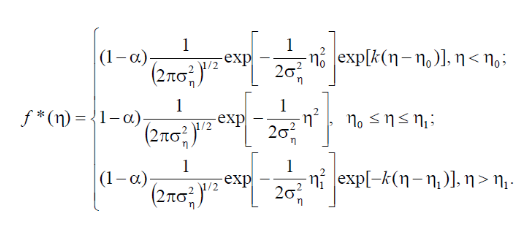 (1−α) 1/(2πσ_η^2)^{1/2} exp[−1/(2σ_η^2) η_0^2] exp[k(η−η_0)], η < η_0;
f *(η) = { 1−α) 1/(2πσ_η^2)^{1/2} exp[−1/(2σ_η^2) η^2], η_0 ≤ η ≤ η_1;
(1−α) 1/(2πσ_η^2)^{1/2} exp[−1/(2σ_η^2) η_1^2] exp[−k(η−η_1)], η > η_1.